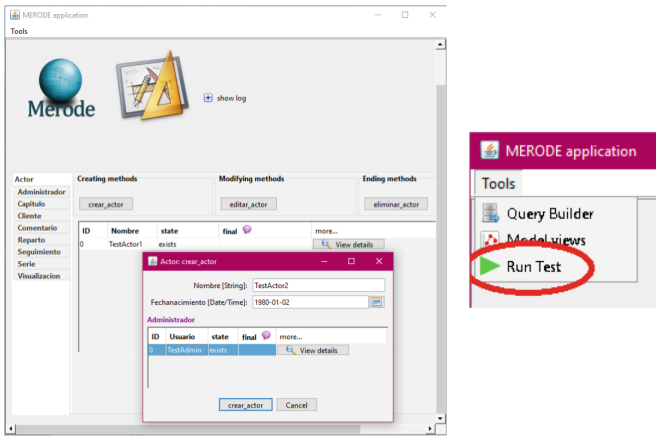 MERODE application
Tools
Merode
show log
Actor
Administrador
Capitulo
Cliente
Comentario
Reparto
Seguimiento
Serie
Visualizacion
Creating methods
Modifying methods
Ending methods
crear_actor
editar_actor
eliminar_actor
ID Nombre state final more...
0 TestActor1 exists View details
Actor: crear_actor
Nombre [String]: TestActor2
Fechanacimiento [Date/Time]: 1980-01-02
Administrador
ID Usuario state final more...
0 TestAdmin exists View details
crear_actor Cancel
MERODE application
Tools
Query Builder
Model views
Run Test